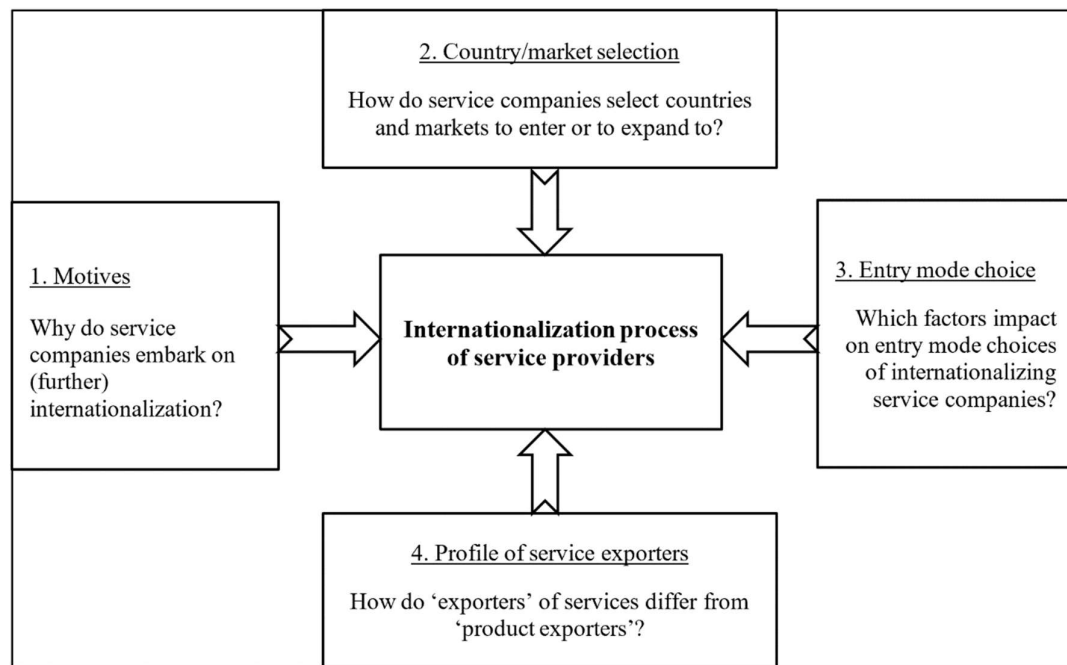 2. Country/market selection
How do service companies select countries
and markets to enter or to expand to?
1. Motives
Why do service
companies embark on
(further)
internationalization?
Internationalization process
of service providers
3. Entry mode choice
Which factors impact
on entry mode choices
of internationalizing
service companies?
4. Profile of service exporters
How do ‘exporters’ of services differ from
‘product exporters’?